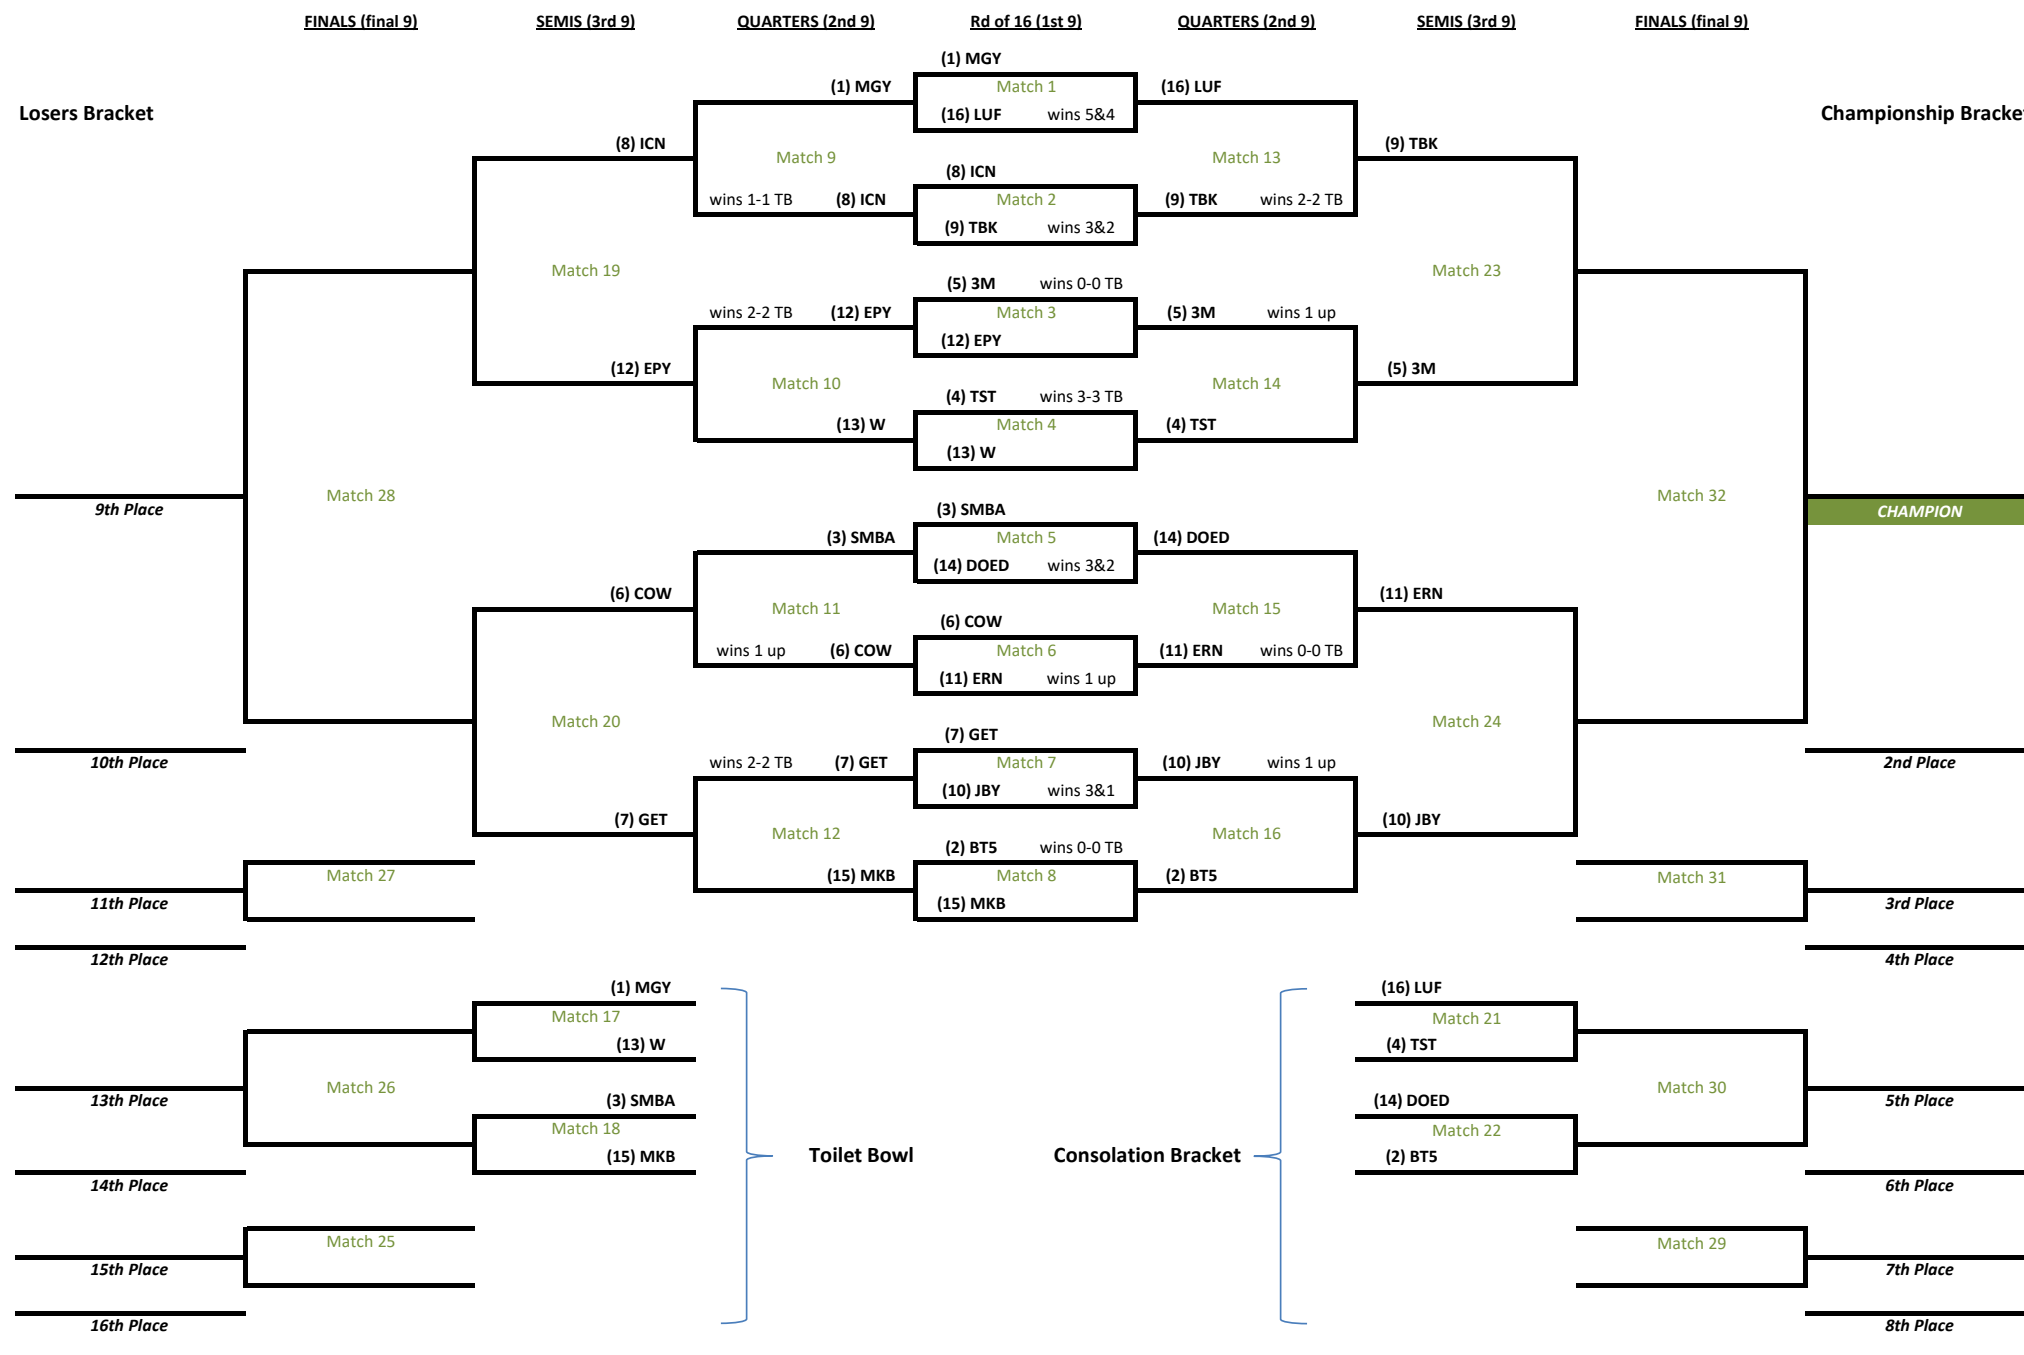 FINALS (final 9) SEMIS (3rd 9) QUARTERS (2nd 9) Rd of 16 (1st 9) QUARTERS (2nd 9) SEMIS (3rd 9) FINALS (final 9)
(1) MGY
(1) MGY Match 1 (16) LUF
Losers Bracket (16) LUF wins 5&4 Championship Bracket
(8) ICN (9) TBK
Match 9 Match 13
(8) ICN
wins 1-1 TB (8) ICN Match 2 (9) TBK wins 2-2 TB
(9) TBK wins 3&2
Match 19 Match 23
(5) 3M wins 0-0 TB
wins 2-2 TB (12) EPY Match 3 (5) 3M wins 1 up
(12) EPY
(12) EPY (5) 3M
Match 10 Match 14
(4) TST wins 3-3 TB
(13) W Match 4 (4) TST
(13) W
Match 28 Match 32
9th Place (3) SMBA CHAMPION
(3) SMBA Match 5 (14) DOED
(14) DOED wins 3&2
(6) COW (11) ERN
Match 11 Match 15
(6) COW
wins 1 up (6) COW Match 6 (11) ERN wins 0-0 TB
(11) ERN wins 1 up
Match 20 Match 24
(7) GET
10th Place wins 2-2 TB (7) GET Match 7 (10) JBY wins 1 up 2nd Place
(10) JBY wins 3&1
(7) GET (10) JBY
Match 12 Match 16
(2) BT5 wins 0-0 TB
Match 27 (15) MKB Match 8 (2) BT5 Match 31
11th Place (15) MKB 3rd Place
12th Place 4th Place
(1) MGY (16) LUF
Match 17 Match 21
(13) W (4) TST
Match 26 Match 30
13th Place (3) SMBA (14) DOED 5th Place
Match 18 Match 22
(15) MKB Toilet Bowl Consolation Bracket (2) BT5
14th Place 6th Place
Match 25 Match 29
15th Place 7th Place
16th Place 8th Place